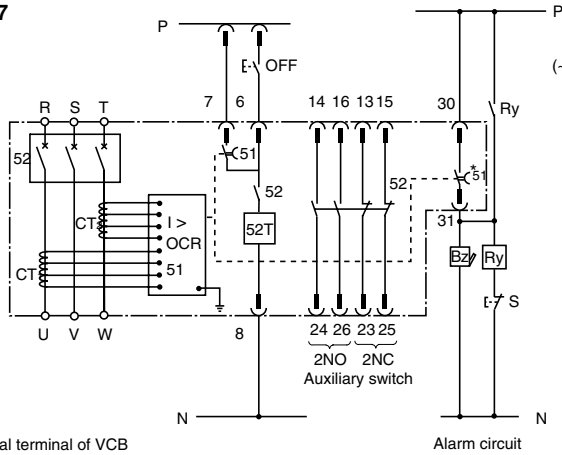 7
P
P
OFF
(~
7 6 14 16 13 15 30
Ry
R S T
51
*
51
52
52
52
CT
I >
OCR
52T
31
CT
51
Bz
Ry
S
U V W
8
24 26 23 25
2NO 2NC
Auxiliary switch
N
N
al terminal of VCB
Alarm circuit